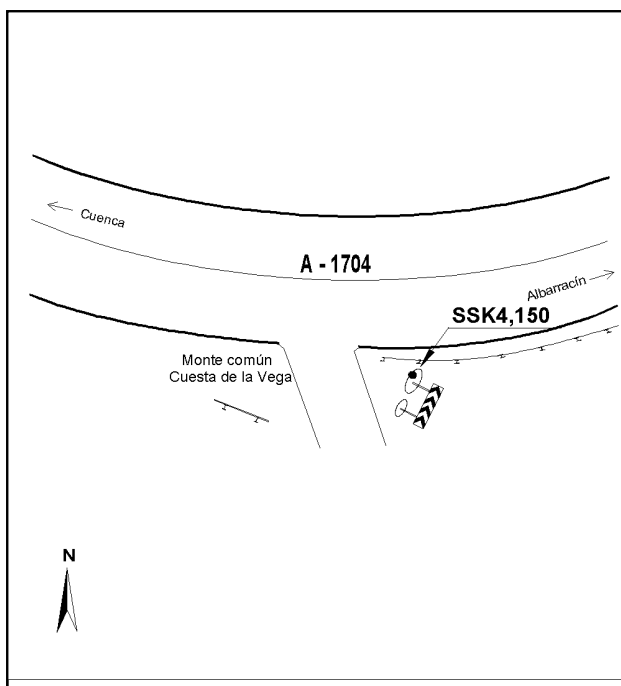 Cuenca
A - 1704
Albarracín
SSK4,150
Monte común
Cuesta de la Vega
N